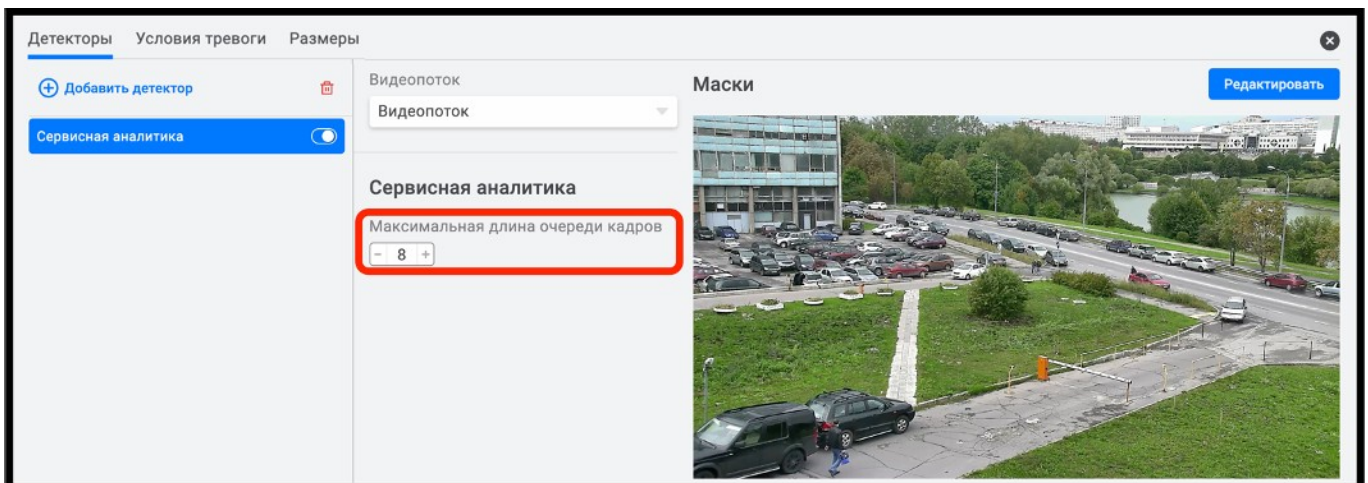 Детекторы Условия тревоги Размеры
Добавить детектор
Сервисная аналитика
Видеопоток
Видеопоток
Сервисная аналитика
Максимальная длина очереди кадров
- 8 +
Маски
Редактировать